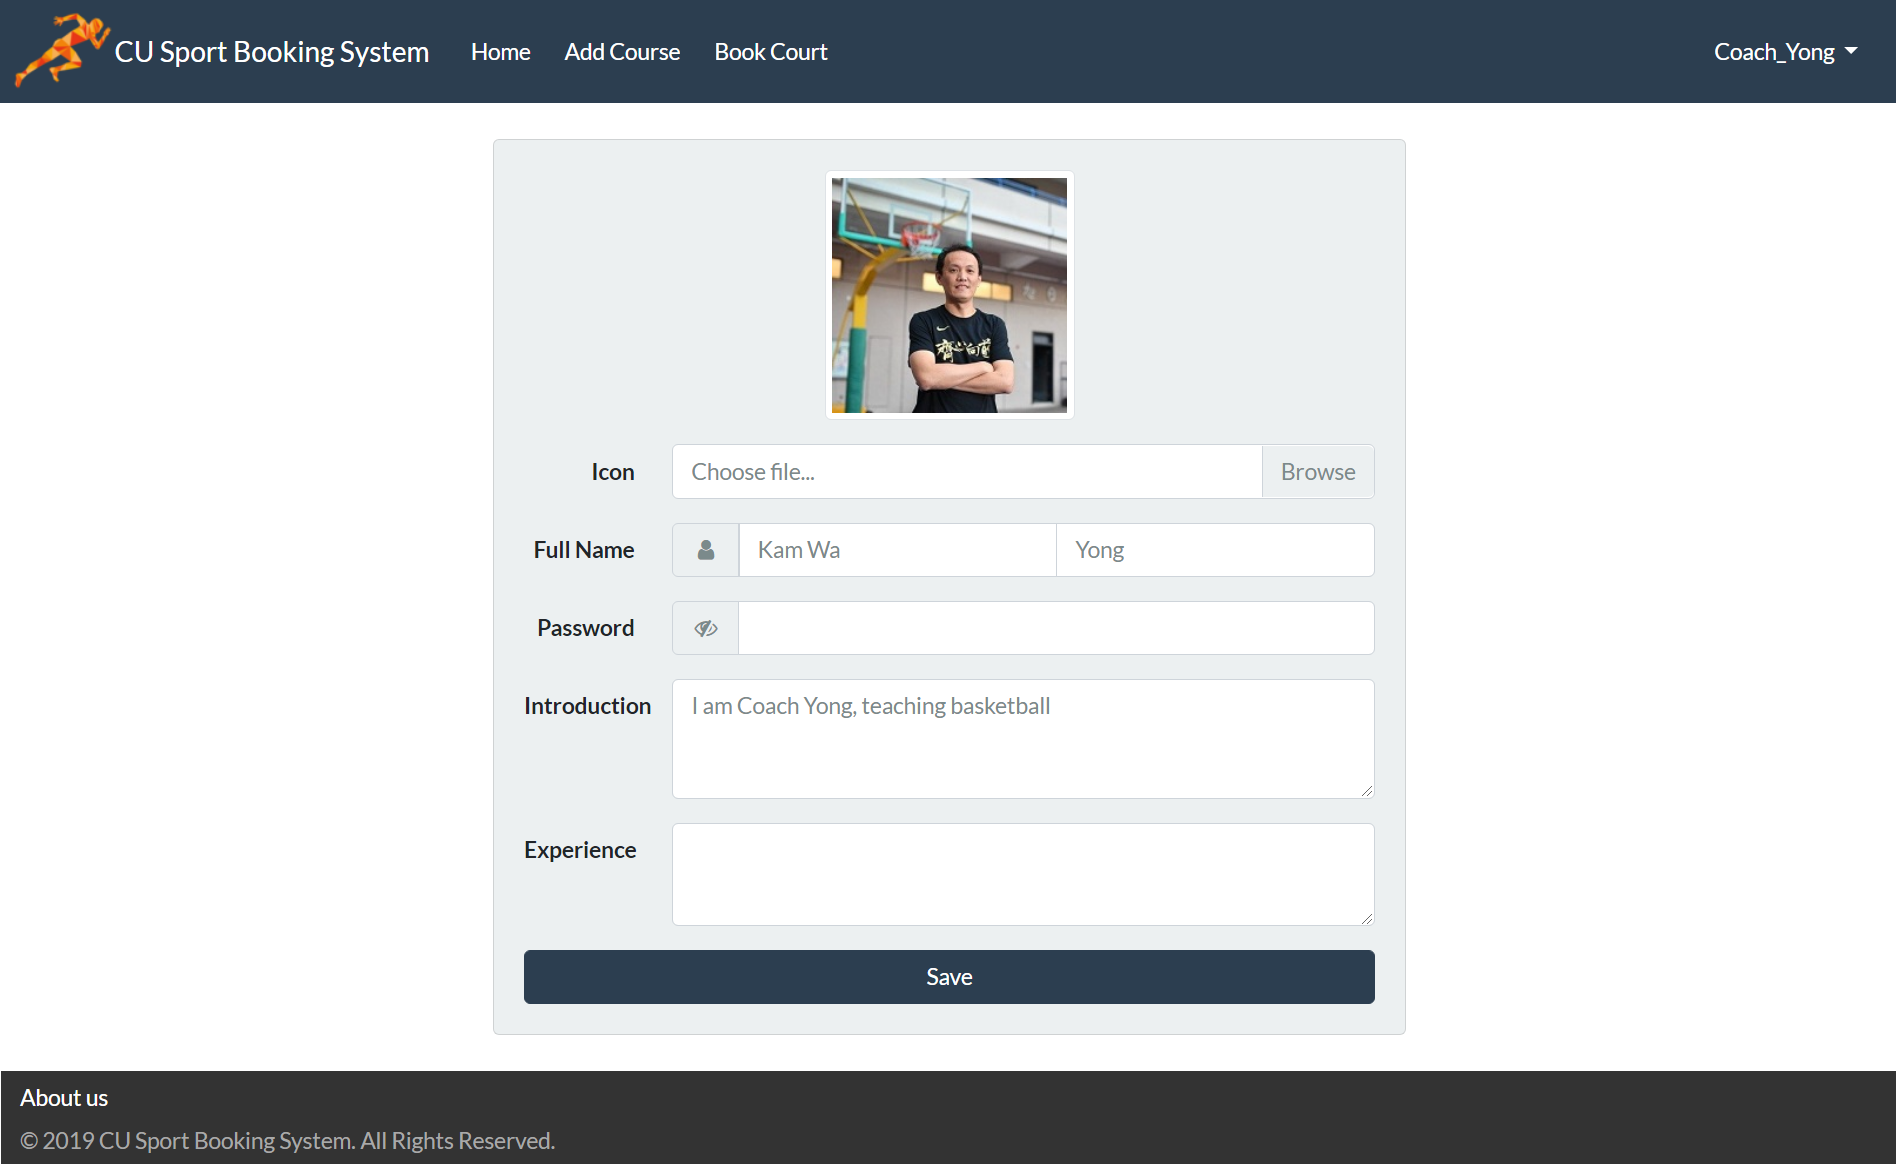 CU Sport Booking System Home Add Course Book Court Coach_Yong
Icon Choose file... Browse
Full Name Kam Wa Yong
Password
Introduction I am Coach Yong, teaching basketball
Experience
Save
About us
© 2019 CU Sport Booking System. All Rights Reserved.